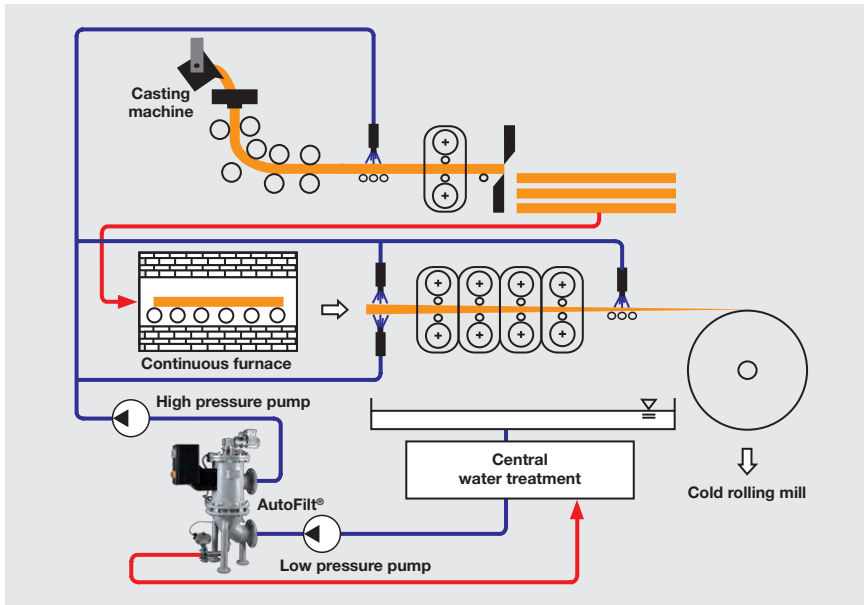 Casting
machine
Continuous furnace
High pressure pump
AutoFilt®
Low pressure pump
Central
water treatment
Cold rolling mill